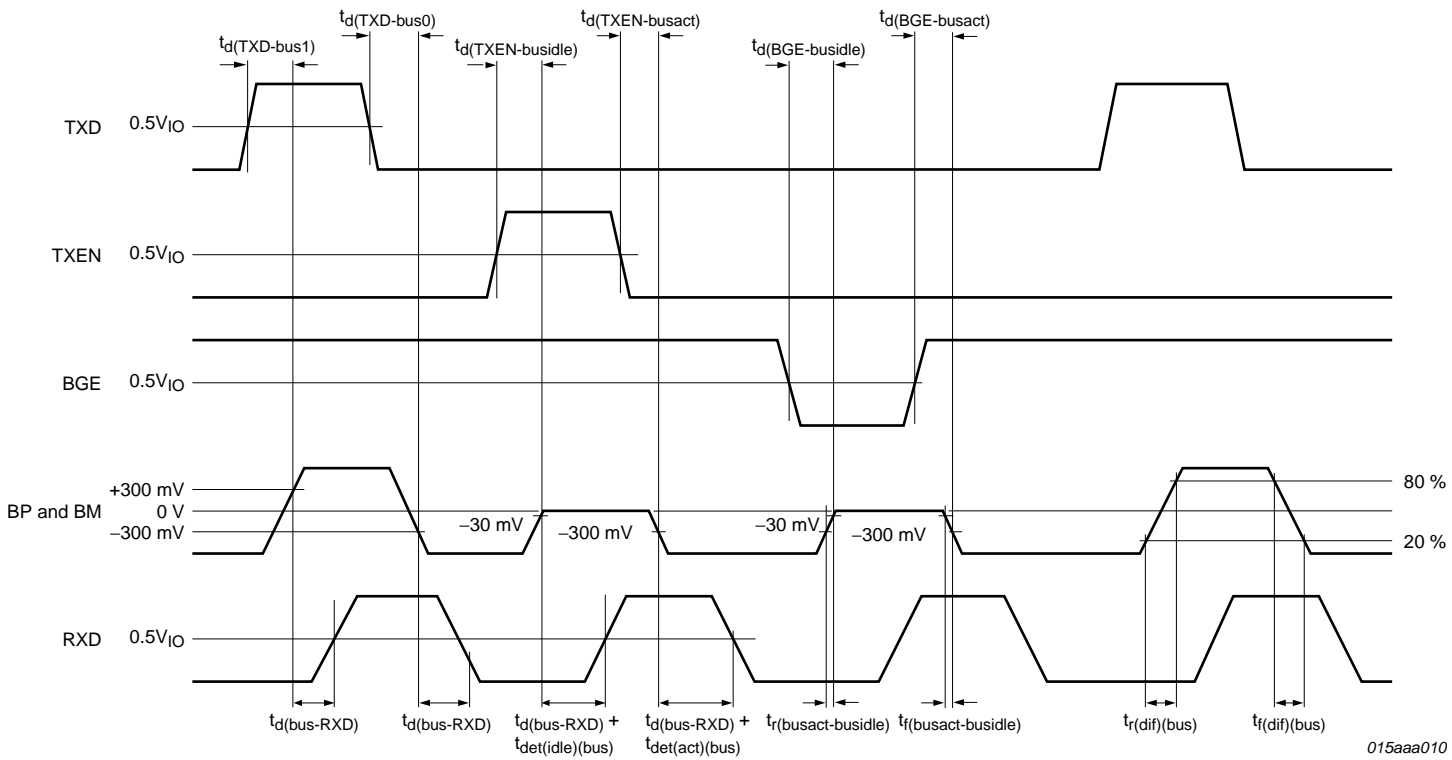 td(TXD-bus0)
td(TXEN-busact)
td(BGE-busact)
td(TXD-bus1)
td(TXEN-busidle)
td(BGE-busidle)
TXD 0.5VIO
TXEN 0.5VIO
BGE 0.5VIO
+300 mV
BP and BM 0 V
−300 mV
−30 mV
−300 mV
−30 mV
−300 mV
80 %
20 %
RXD 0.5VIO
td(bus-RXD)
td(bus-RXD)
td(bus-RXD) +
tdet(idle)(bus)
td(bus-RXD) +
tdet(act)(bus)
tr(busact-busidle)
tf(busact-busidle)
tr(dif)(bus)
tf(dif)(bus)
015aaa010